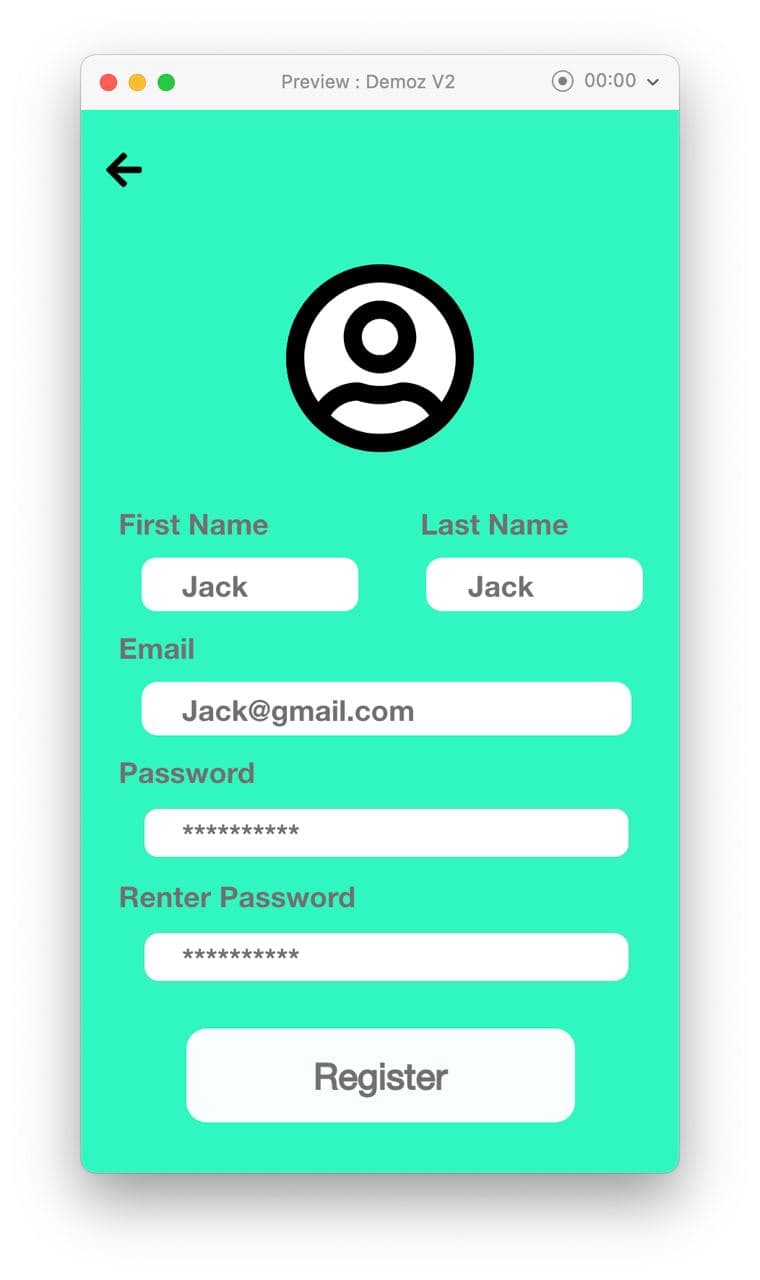 Preview : Demoz V2 00:00
First Name Last Name
Jack Jack
Email
Jack@gmail.com
Password
**********
Renter Password
**********
Register